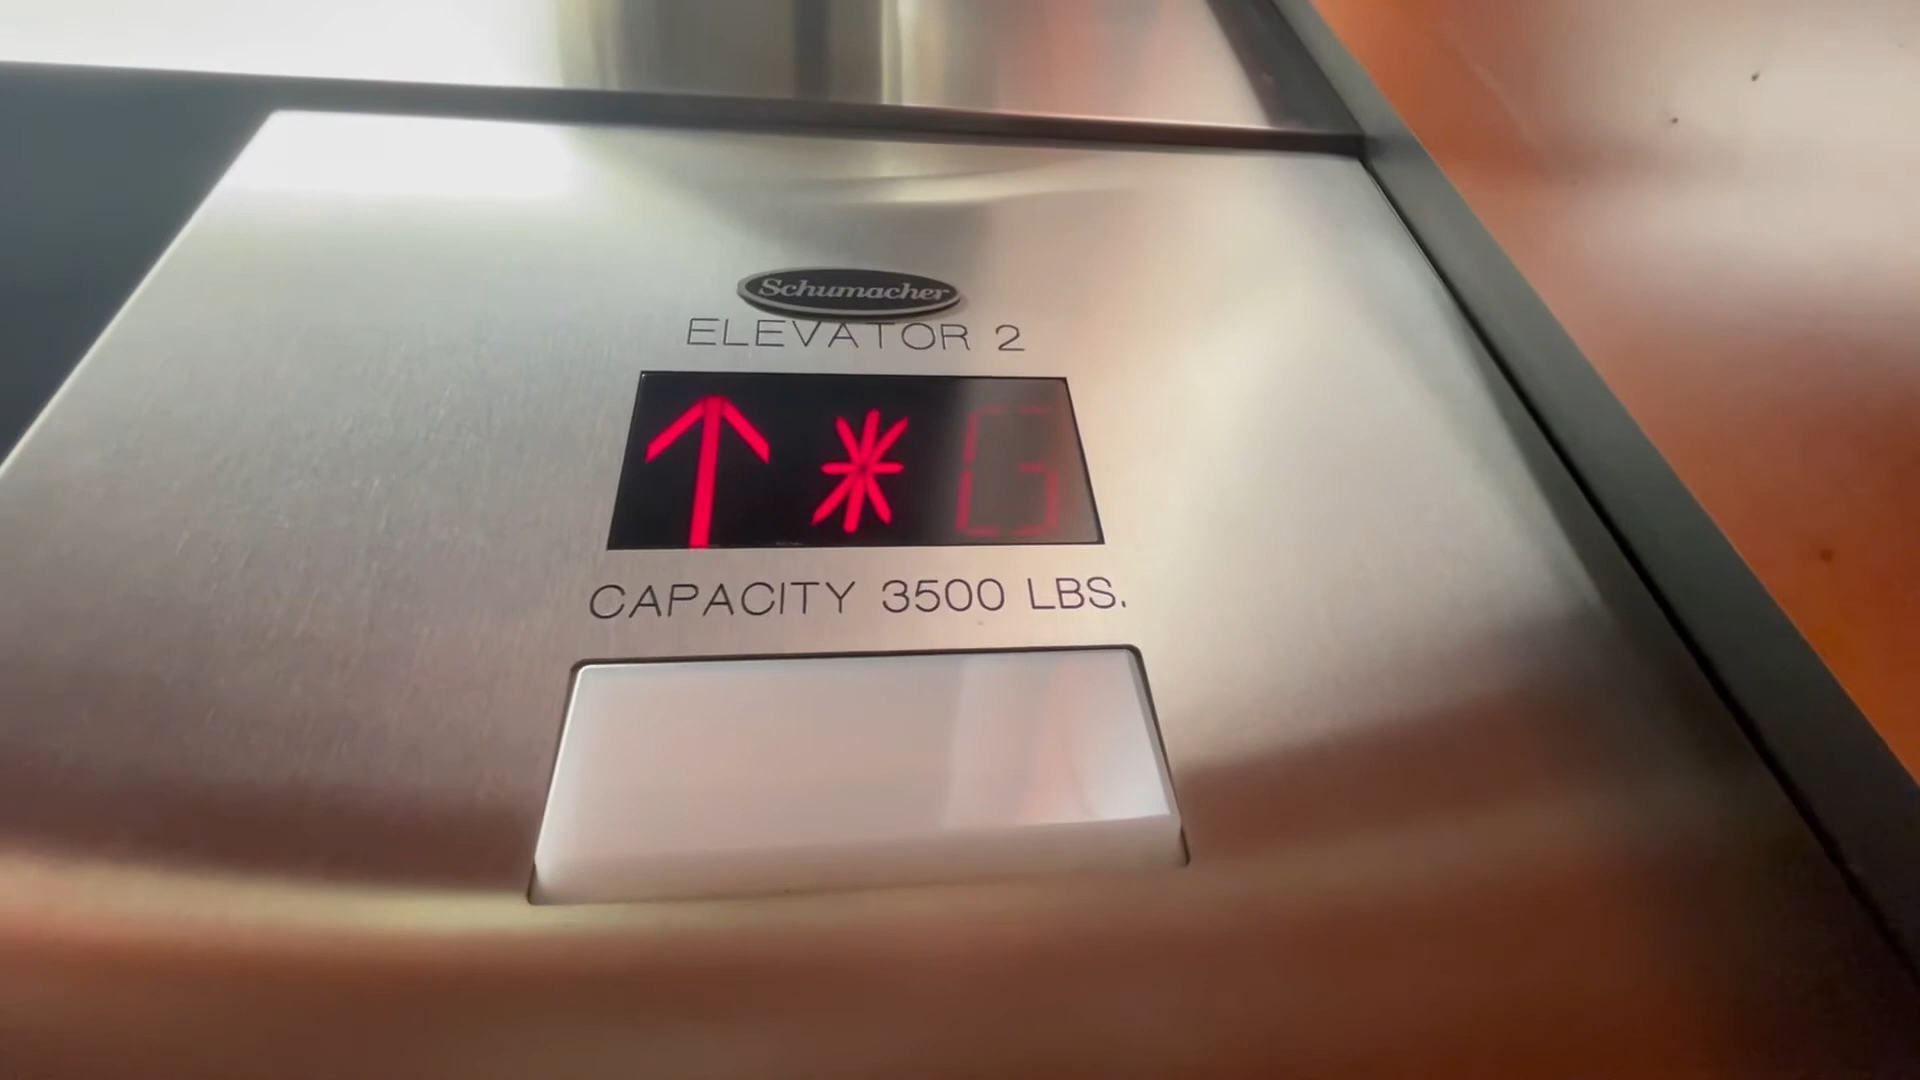 Schumacher
ELEVATOR 2
↑ * G
CAPACITY 3500 LBS.